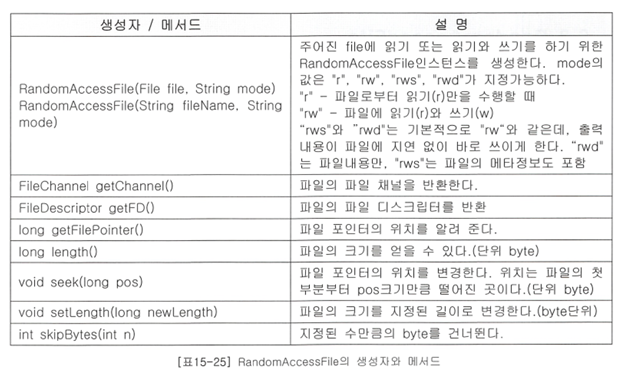 생성자 / 메서드
설 명
RandomAccessFile(File file, String mode)
RandomAccessFile(String fileName, String
mode)
주어진 file에 읽기 또는 읽기와 쓰기를 하기 위한
RandomAccessFile인스턴스를 생성한다. mode의
값은 "r", "rw", "rws", "rwd"가 지정가능하다.
"r" - 파일로부터 읽기(r)만을 수행할 때
"rw" - 파일에 읽기(r)와 쓰기(w)
"rws"와 "rwd"는 기본적으로 "rw"와 같은데, 출력
내용이 파일에 지연 없이 바로 쓰이게 한다. "rwd"
는 파일내용만, "rws"는 파일의 메타정보도 포함
FileChannel getChannel()
파일의 파일 채널을 반환한다.
FileDescriptor getFD()
파일의 파일 디스크립터를 반환
long getFilePointer()
파일 포인터의 위치를 알려 준다.
long length()
파일의 크기를 얻을 수 있다.(단위 byte)
void seek(long pos)
파일 포인터의 위치를 변경한다. 위치는 파일의 첫
부분부터 pos크기만큼 떨어진 곳이다.(단위 byte)
void setLength(long newLength)
파일의 크기를 지정된 길이로 변경한다.(byte단위)
int skipBytes(int n)
지정된 수만큼의 byte를 건너뛴다.
[표15-25] RandomAccessFile의 생성자와 메서드